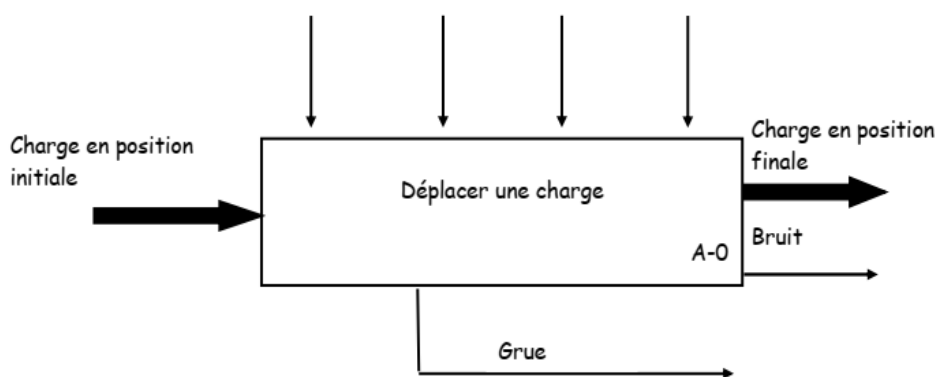 Charge en position
initiale
Déplacer une charge
A-0
Charge en position
finale
Bruit
Grue